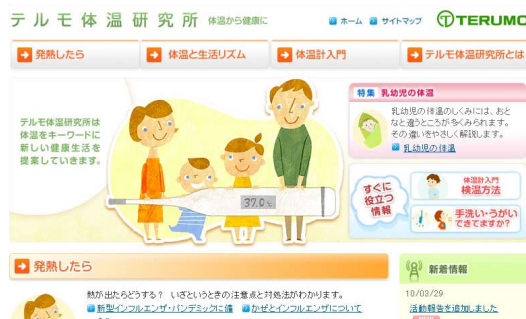 テルモ体温研究所 体温から健康に
ホーム サイトマップ TERUMO
発熱したら 体温と生活リズム 体温計入門 テルモ体温研究所とは
テルモ体温研究所は
体温をキーワードに
新しい健康生活を
提案していきます。
37.0℃
特集 乳幼児の体温
乳幼児の体温のしくみには、おと
なと違うところが多くみられます。
その違いをやさしく解説します。
乳幼児の体温
すぐに
役立つ
情報
体温計入門
検温方法
手洗い・うがい
できてますか?
発熱したら
熱が出たらどうする? いざというときの注意点と対処法がわかります。
新型インフルエンザ・パンデミックに備 かぜとインフルエンザについて
新着情報
10/03/29
活動報告を追加しました